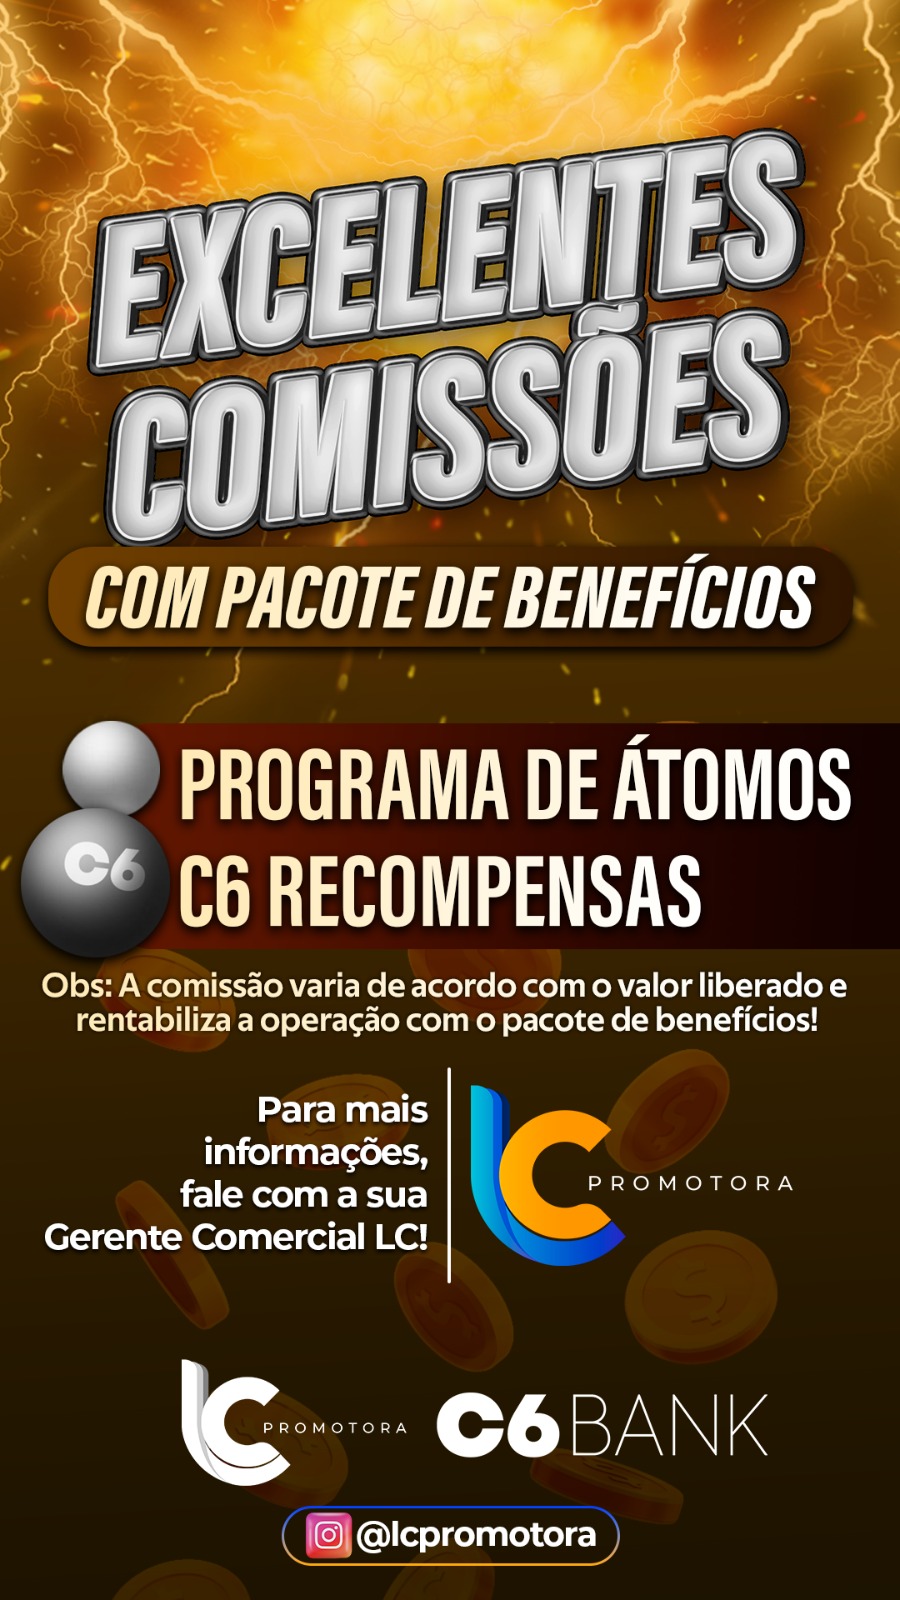 EXCELENTES
COMISSÕES
COM PACOTE DE BENEFÍCIOS
C6
PROGRAMA DE ÁTOMOS
C6 RECOMPENSAS
Obs: A comissão varia de acordo com o valor liberado e
rentabiliza a operação com o pacote de benefícios!
Para mais
informações,
fale com a sua
Gerente Comercial LC!
LC PROMOTORA
LC PROMOTORA
C6 BANK
@lcpromotora